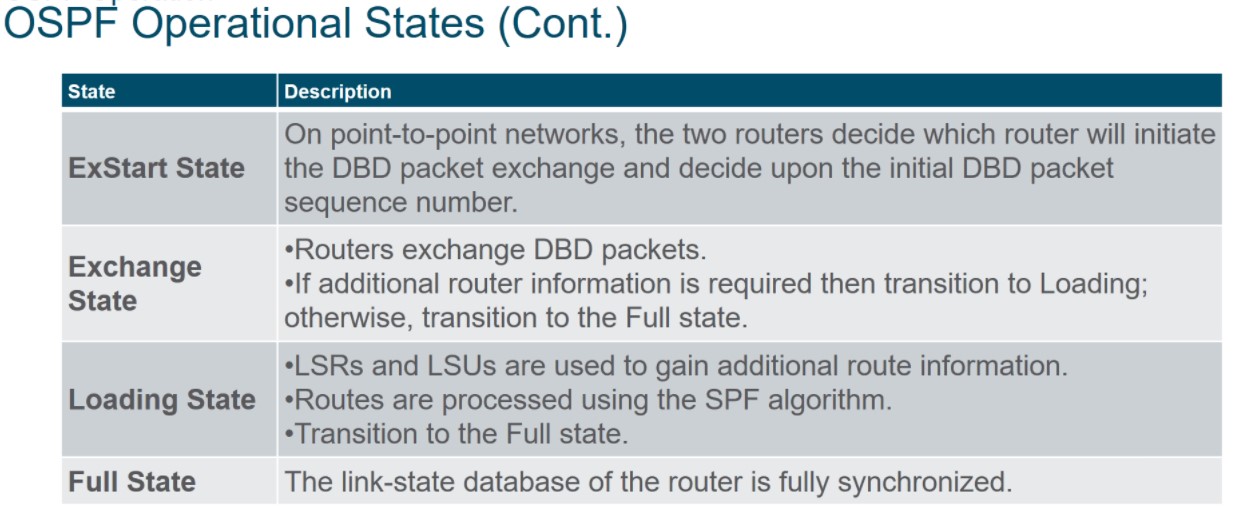 OSPF Operational States (Cont.)
State Description
ExStart State
On point-to-point networks, the two routers decide which router will initiate
the DBD packet exchange and decide upon the initial DBD packet
sequence number.
Exchange
State
•Routers exchange DBD packets.
•If additional router information is required then transition to Loading;
otherwise, transition to the Full state.
Loading State
•LSRs and LSUs are used to gain additional route information.
•Routes are processed using the SPF algorithm.
•Transition to the Full state.
Full State
The link-state database of the router is fully synchronized.